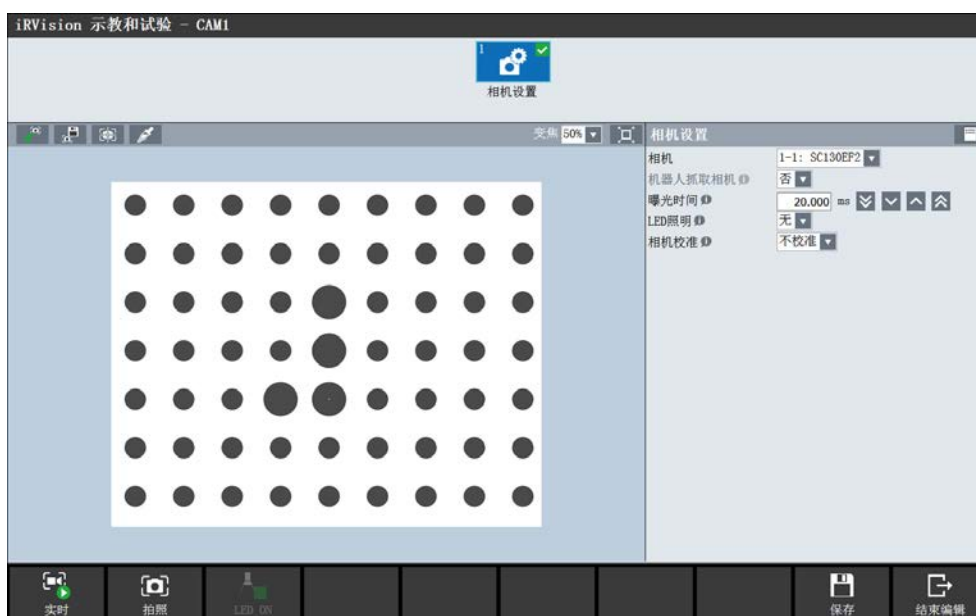 iRVision 示教和试验 - CAM1
1
相机设置
变焦 50%
相机设置
相机 1-1: SC130EF2
机器人抓取相机 否
曝光时间 20.000 ms
LED照明 无
相机校准 不校准
实时 拍照 LED ON 保存 结束编辑